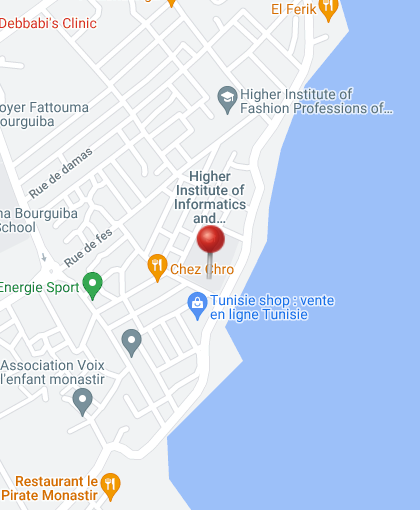 El Ferik
Debbabi's Clinic
Higher Institute of
Fashion Professions of...
oyer Fattouma
ourguiba
Rue de damas
Higher
Institute of
Informatics
and...
na Bourguiba
School
Rue de fes
Chez Chro
Energie Sport
Tunisie shop : vente
en ligne Tunisie
Association Voix
l'enfant monastir
Restaurant le
Pirate Monastir